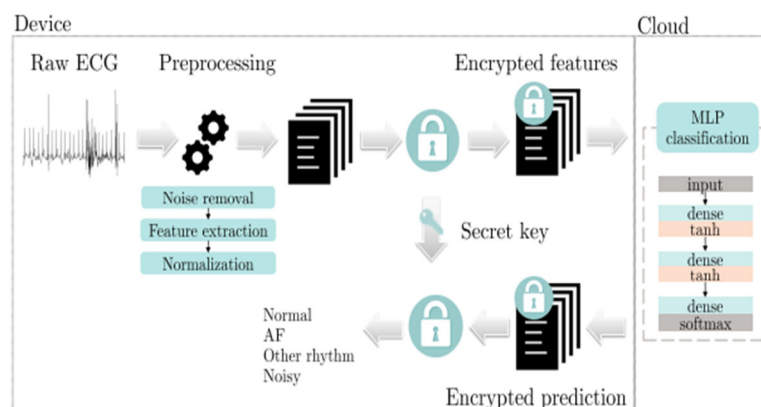 Device
Cloud
Raw ECG
Preprocessing
Encrypted features
Noise removal
Feature extraction
Normalization
Secret key
MLP
classification
input
dense
tanh
dense
tanh
dense
softmax
Normal
AF
Other rhythm
Noisy
Encrypted prediction